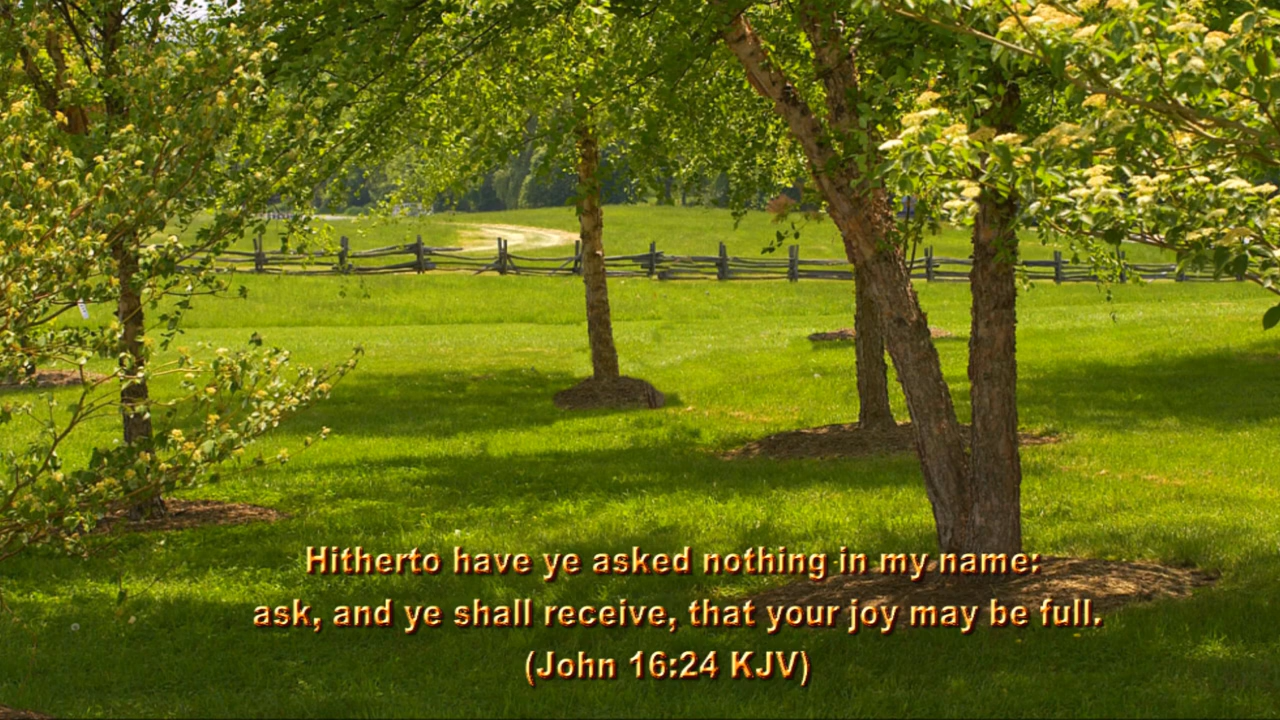 Hitherto have ye asked nothing in my name:
ask, and ye shall receive, that your joy may be full.
(John 16:24 KJV)